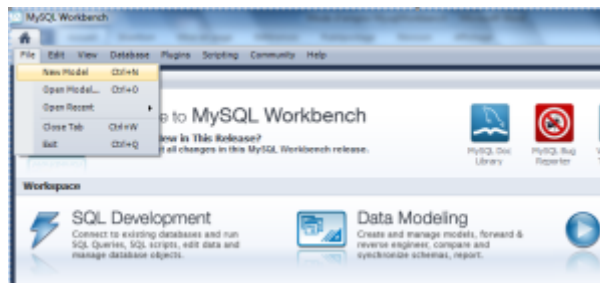 MySQL Workbench
File Edit View Database Plugins Scripting Community Help
New Model Ctrl+N
Open Model... Ctrl+O
Open Recent
Close Tab Ctrl+W
Exit Ctrl+Q
to MySQL Workbench
in This Release?
all changes in this MySQL Workbench release.
MySQL Doc
Library
MySQL Bug
Reporter
Workspace
SQL Development
Connect to existing databases and run
SQL Queries, SQL scripts, edit data and
manage database objects.
Data Modeling
Create and manage models, forward &
reverse engineer, compare and
synchronize schemas, report.